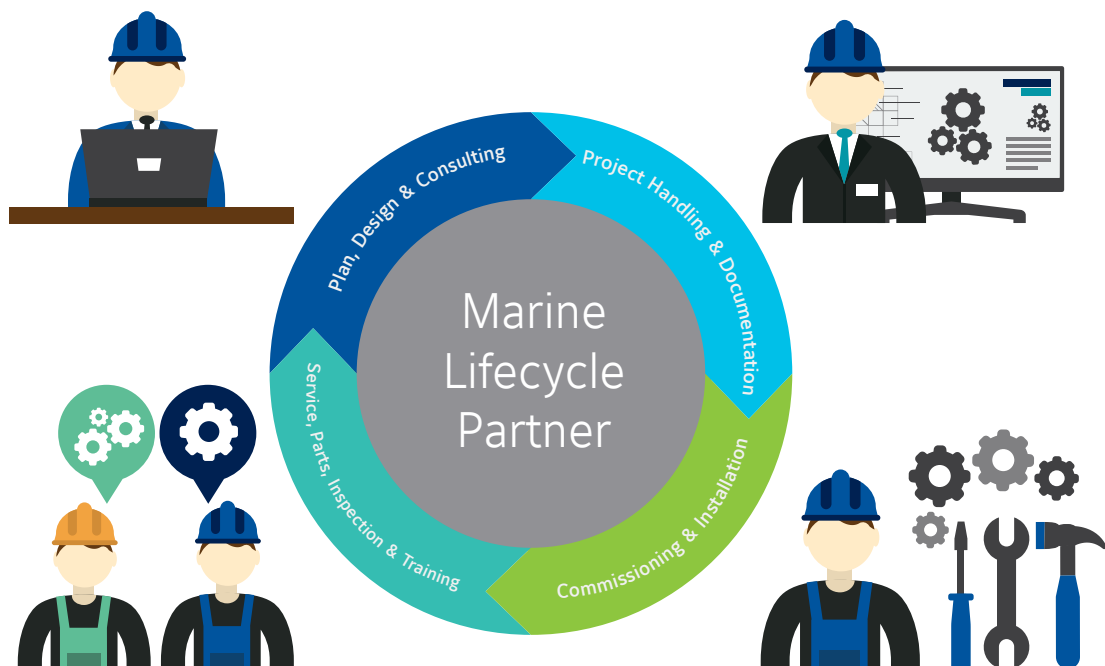 Plan, Design & Consulting
Project Handling & Documentation
Marine
Lifecycle
Partner
Service, Parts, Inspection & Training
Commissioning & Installation